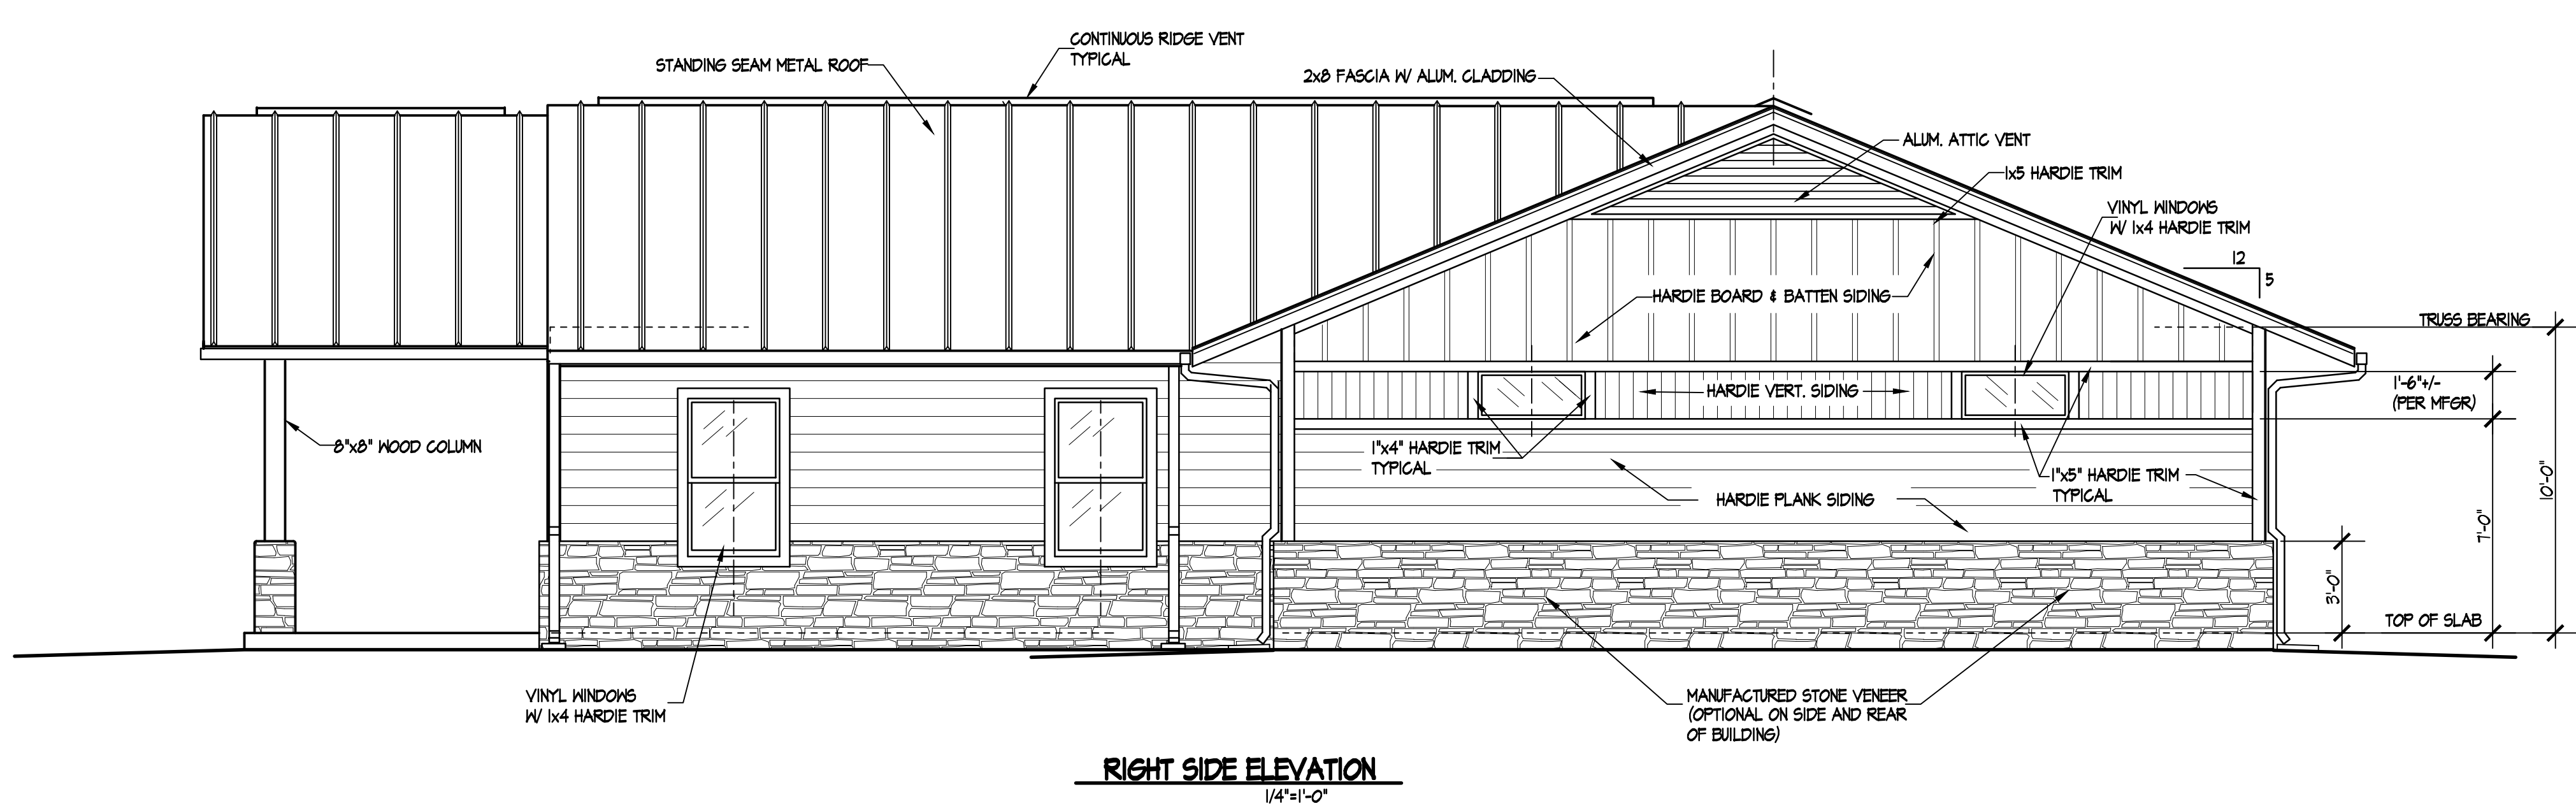 CONTINUOUS RIDGE VENT
TYPICAL
STANDING SEAM METAL ROOF
2x8 FASCIA W/ ALUM. CLADDING
ALUM. ATTIC VENT
1x5 HARDIE TRIM
VINYL WINDOWS
W/ 1x4 HARDIE TRIM
12
5
HARDIE BOARD & BATTEN SIDING
TRUSS BEARING
HARDIE VERT. SIDING
1'-6"+/-
(PER MFGR)
8"x8" WOOD COLUMN
1"x4" HARDIE TRIM
TYPICAL
1"x5" HARDIE TRIM
TYPICAL
HARDIE PLANK SIDING
10'-0"
7'-0"
3'-0"
TOP OF SLAB
VINYL WINDOWS
W/ 1x4 HARDIE TRIM
MANUFACTURED STONE VENEER
(OPTIONAL ON SIDE AND REAR
OF BUILDING)
RIGHT SIDE ELEVATION
1/4"=1'-0"